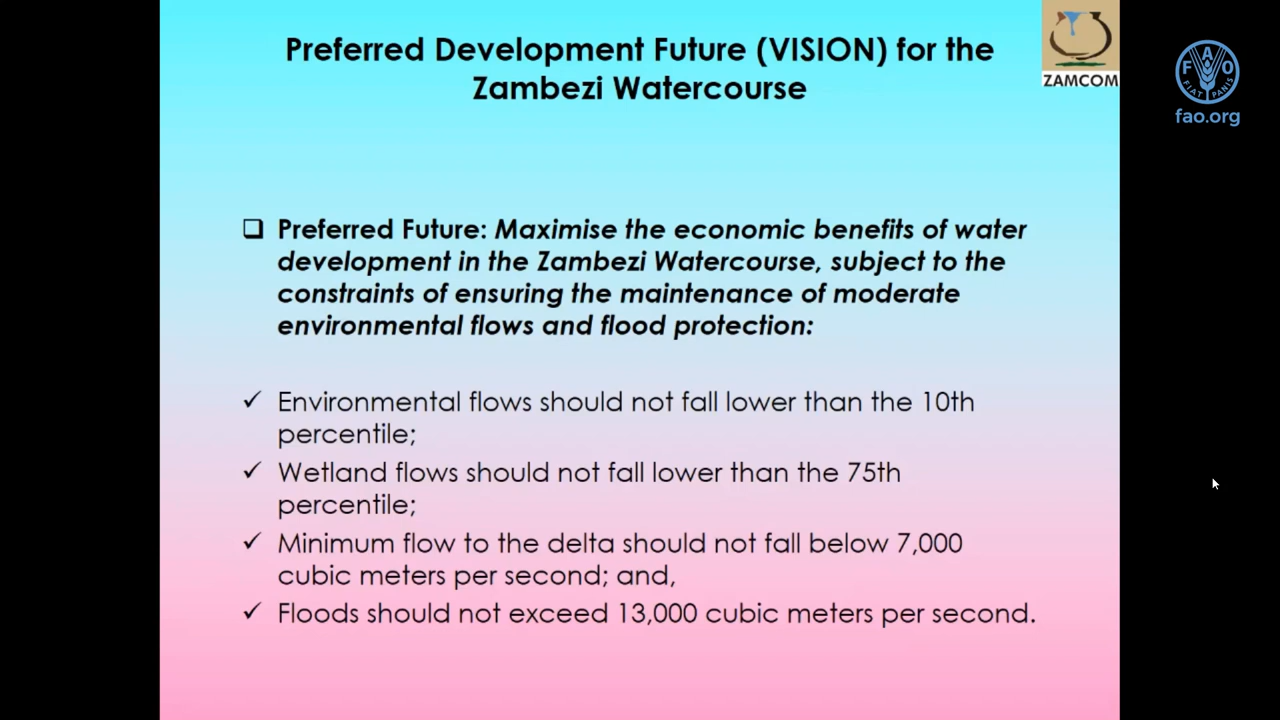 Preferred Development Future (VISION) for the
Zambezi Watercourse
ZAMCOM
F A O
FIAT PANIS
fao.org
❑ Preferred Future: Maximise the economic benefits of water
development in the Zambezi Watercourse, subject to the
constraints of ensuring the maintenance of moderate
environmental flows and flood protection:
✓ Environmental flows should not fall lower than the 10th
percentile;
✓ Wetland flows should not fall lower than the 75th
percentile;
✓ Minimum flow to the delta should not fall below 7,000
cubic meters per second; and,
✓ Floods should not exceed 13,000 cubic meters per second.